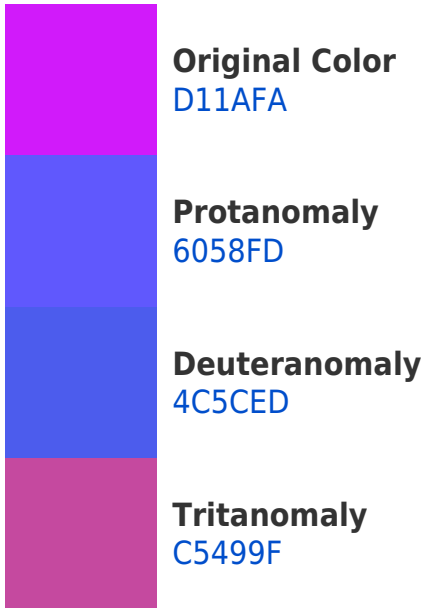 Original Color
D11AFA
Protanomaly
6058FD
Deuteranomaly
4C5CED
Tritanomaly
C5499F